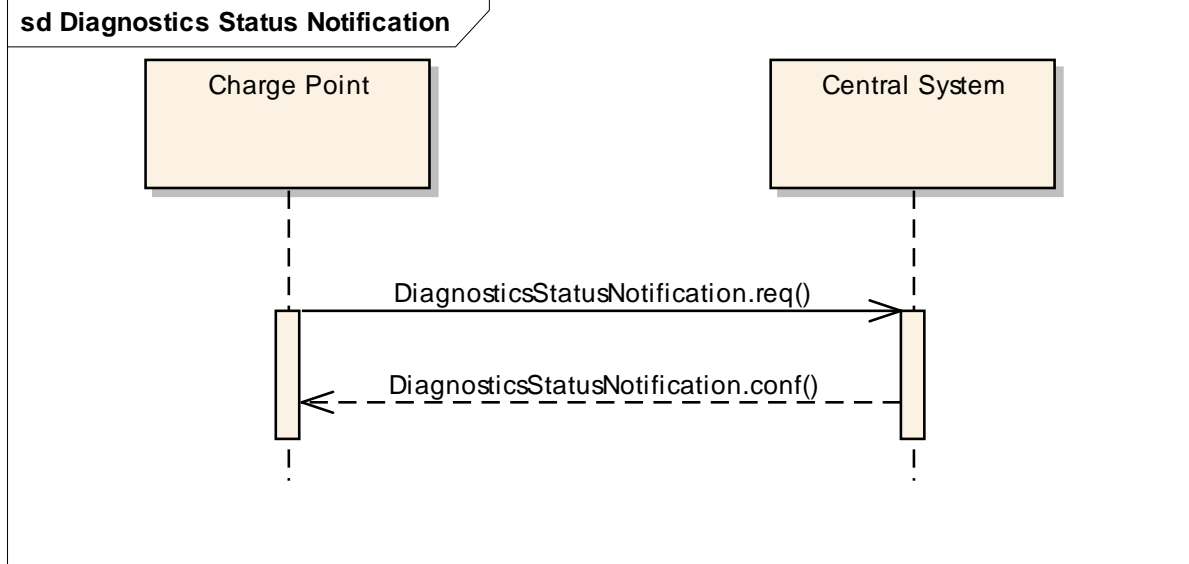 sd Diagnostics Status Notification
Charge Point
Central System
DiagnosticsStatusNotification.req()
DiagnosticsStatusNotification.conf()